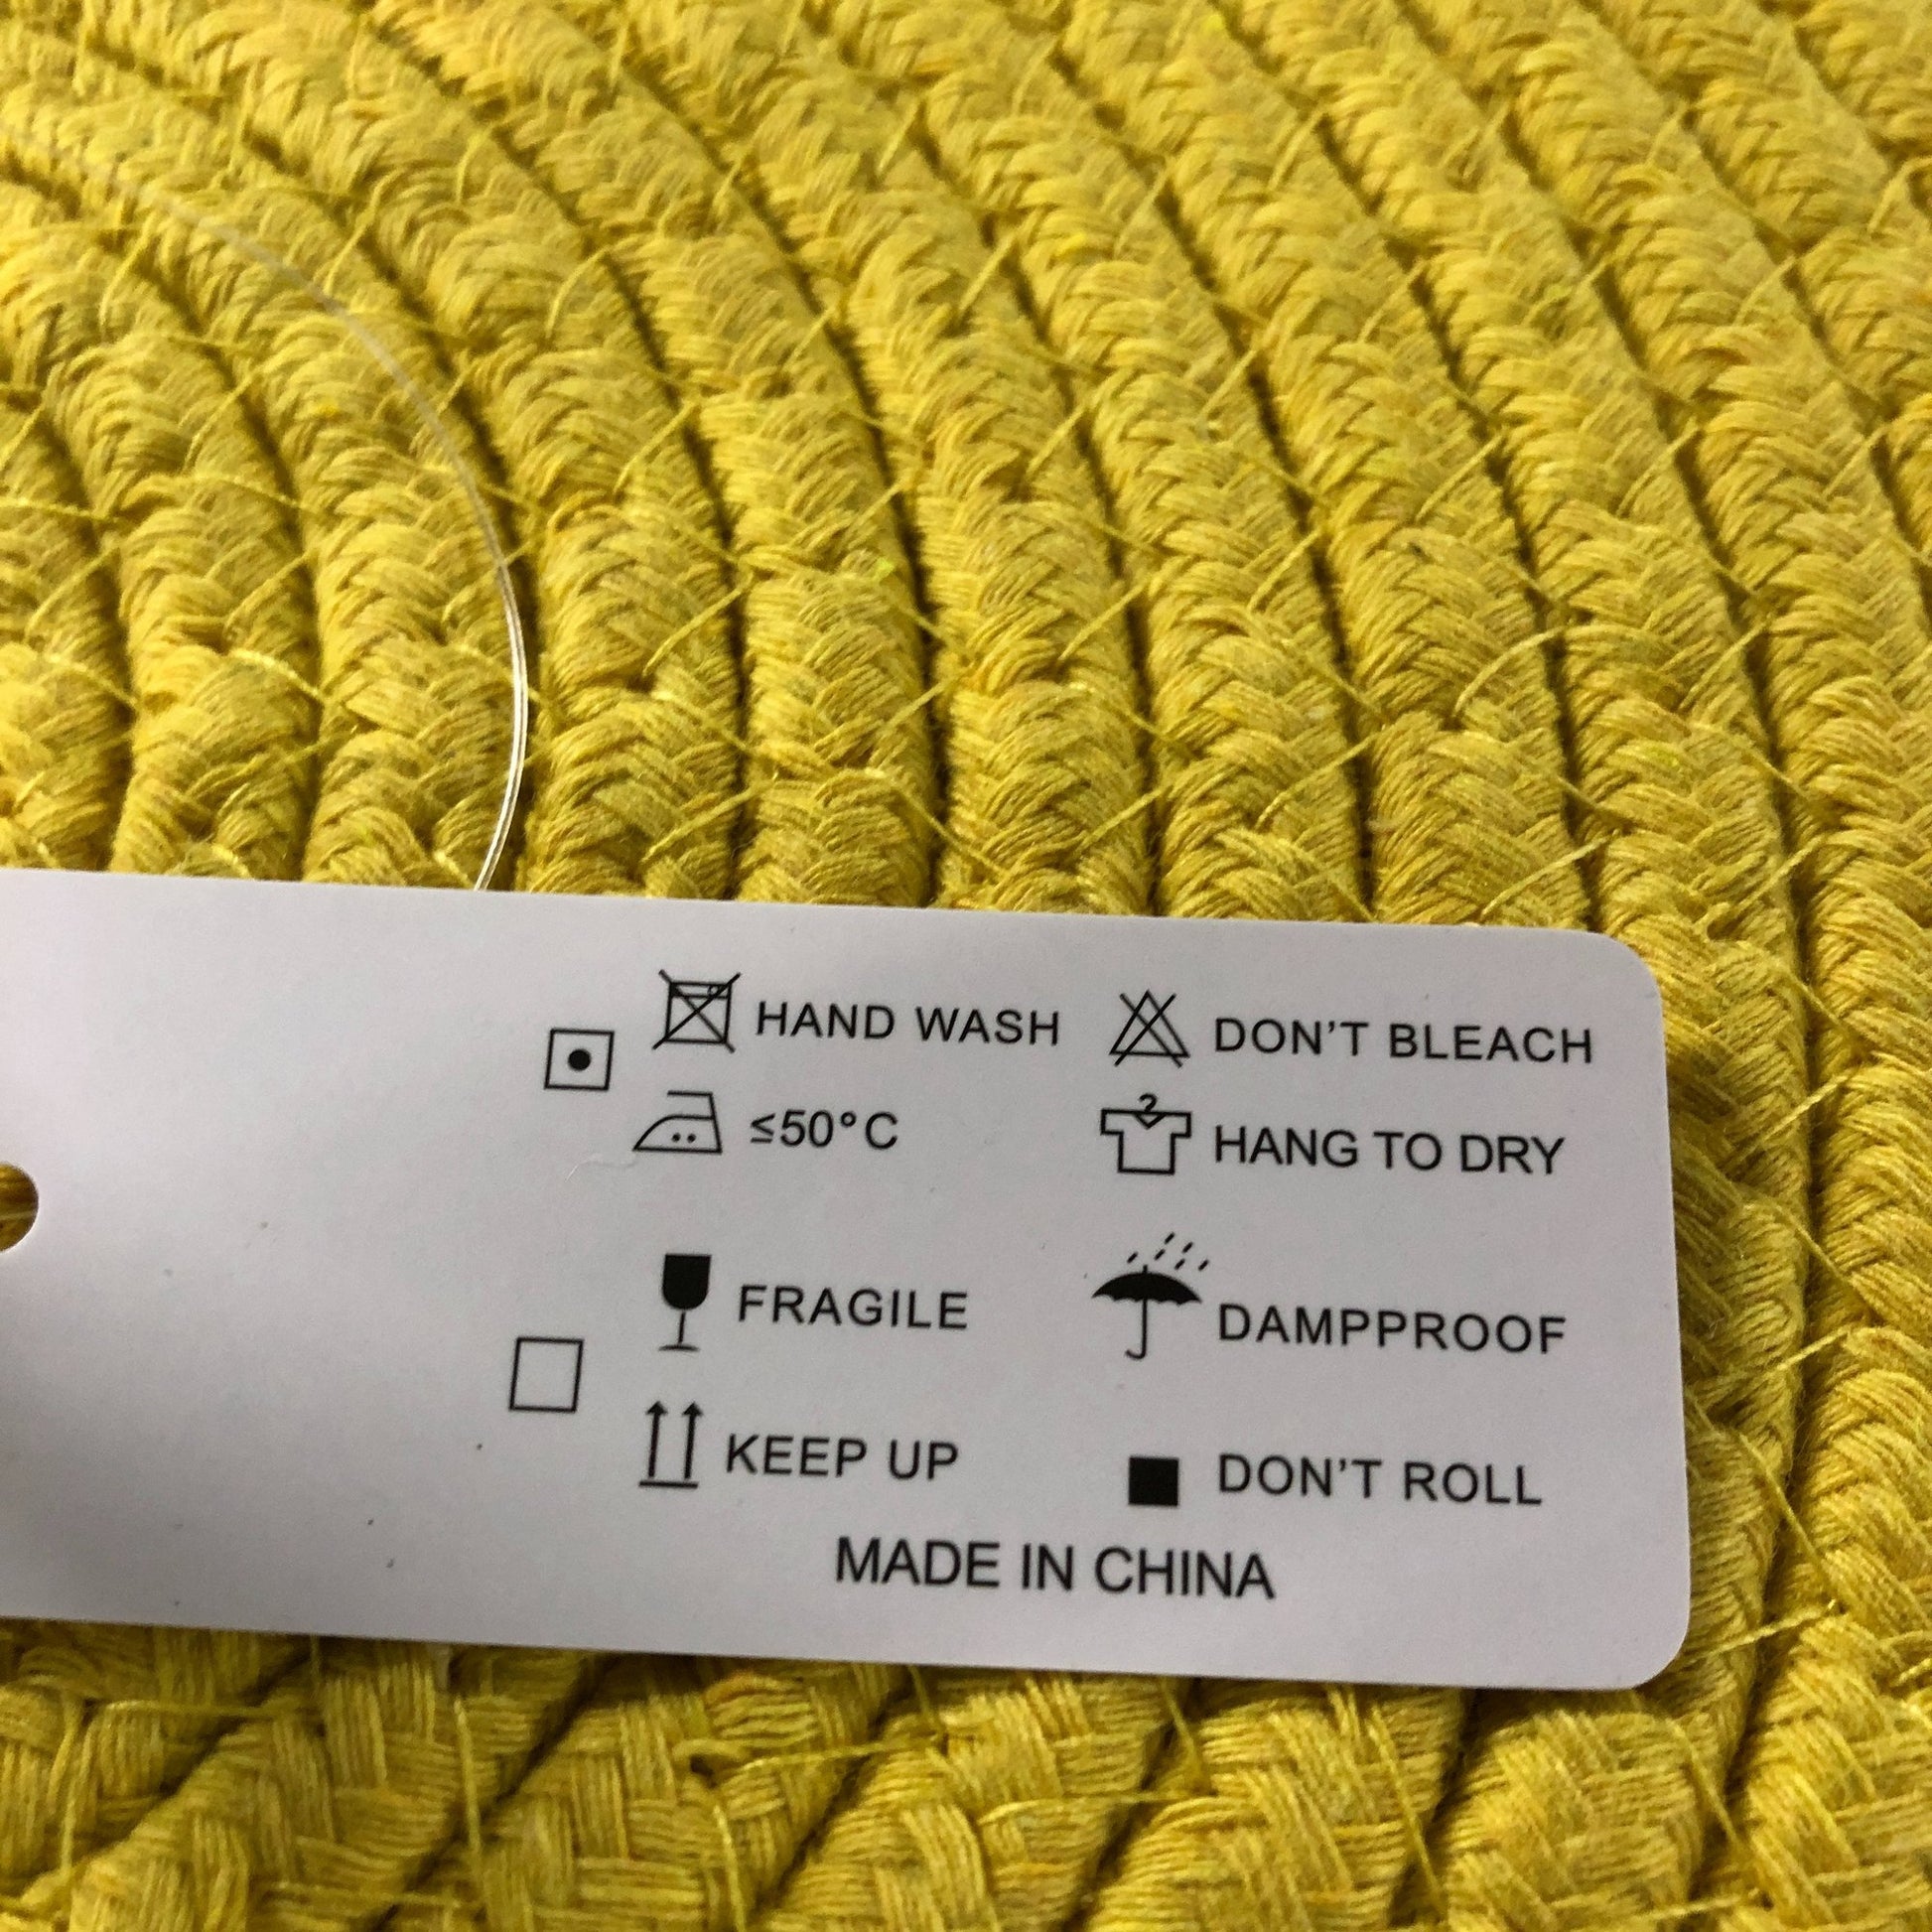 HAND WASH DON'T BLEACH
≤50°C HANG TO DRY
FRAGILE DAMPPROOF
KEEP UP DON'T ROLL
MADE IN CHINA